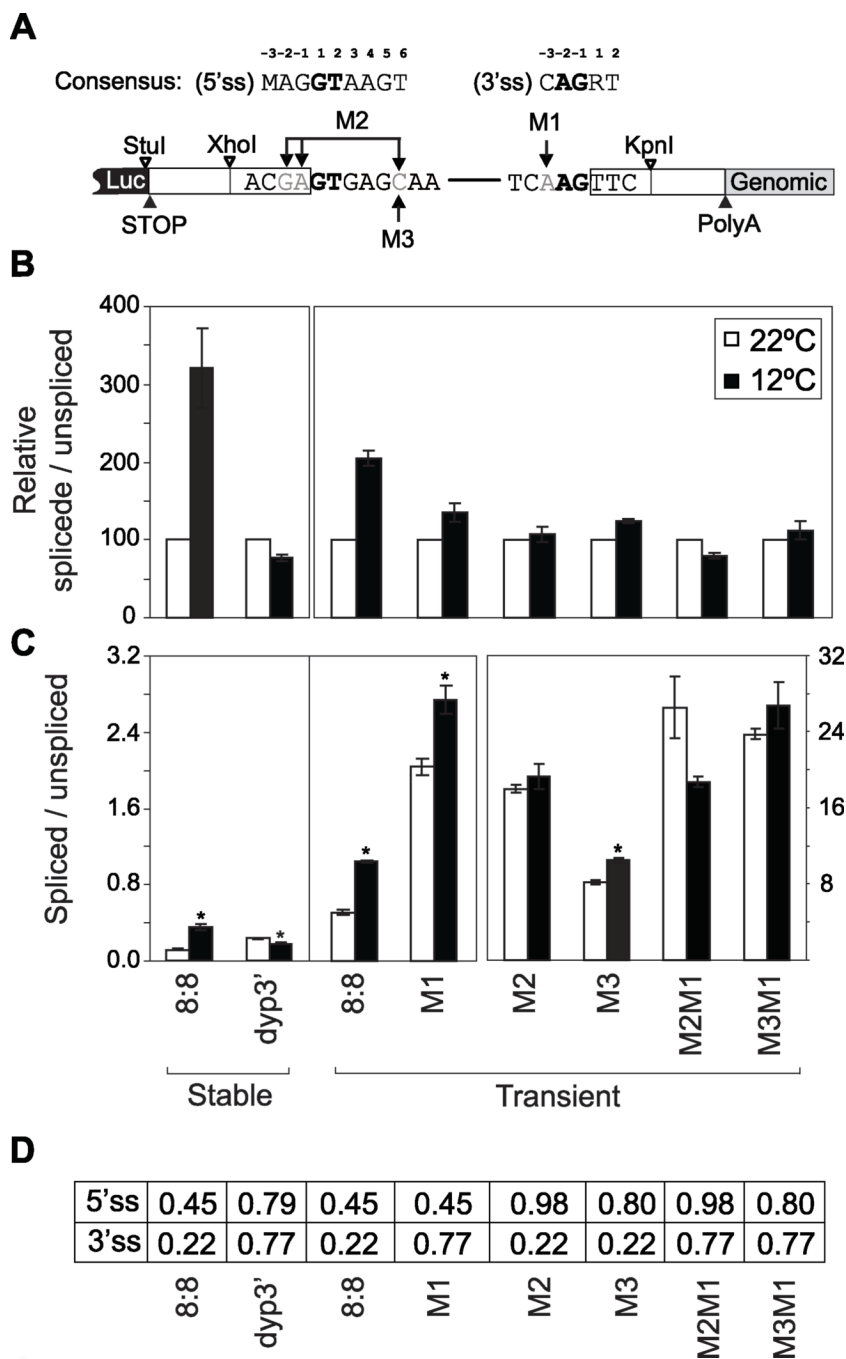 A
-3-2-1 1 2 3 4 5 6
-3-2-1 1 2
Consensus: (5'ss) MAGGTAAGT (3'ss) CAGRT
M2
M1
StuI
XhoI
KpnI
Luc
ACGAGTGAGCAA
TCAAGTTC
Genomic
STOP
M3
PolyA
B
400
300
200
100
0
Relative
splicede / unspliced
22ºC
12ºC
C
3.2
2.4
1.6
0.8
0.0
Spliced / unspliced
32
24
16
8
*
*
*
*
*
8:8
dyp3'
8:8
M1
M2
M3
M2M1
M3M1
Stable
Transient
D
5'ss 0.45 0.79 0.45 0.45 0.98 0.80 0.98 0.80
3'ss 0.22 0.77 0.22 0.77 0.22 0.22 0.77 0.77
8:8
dyp3'
8:8
M1
M2
M3
M2M1
M3M1